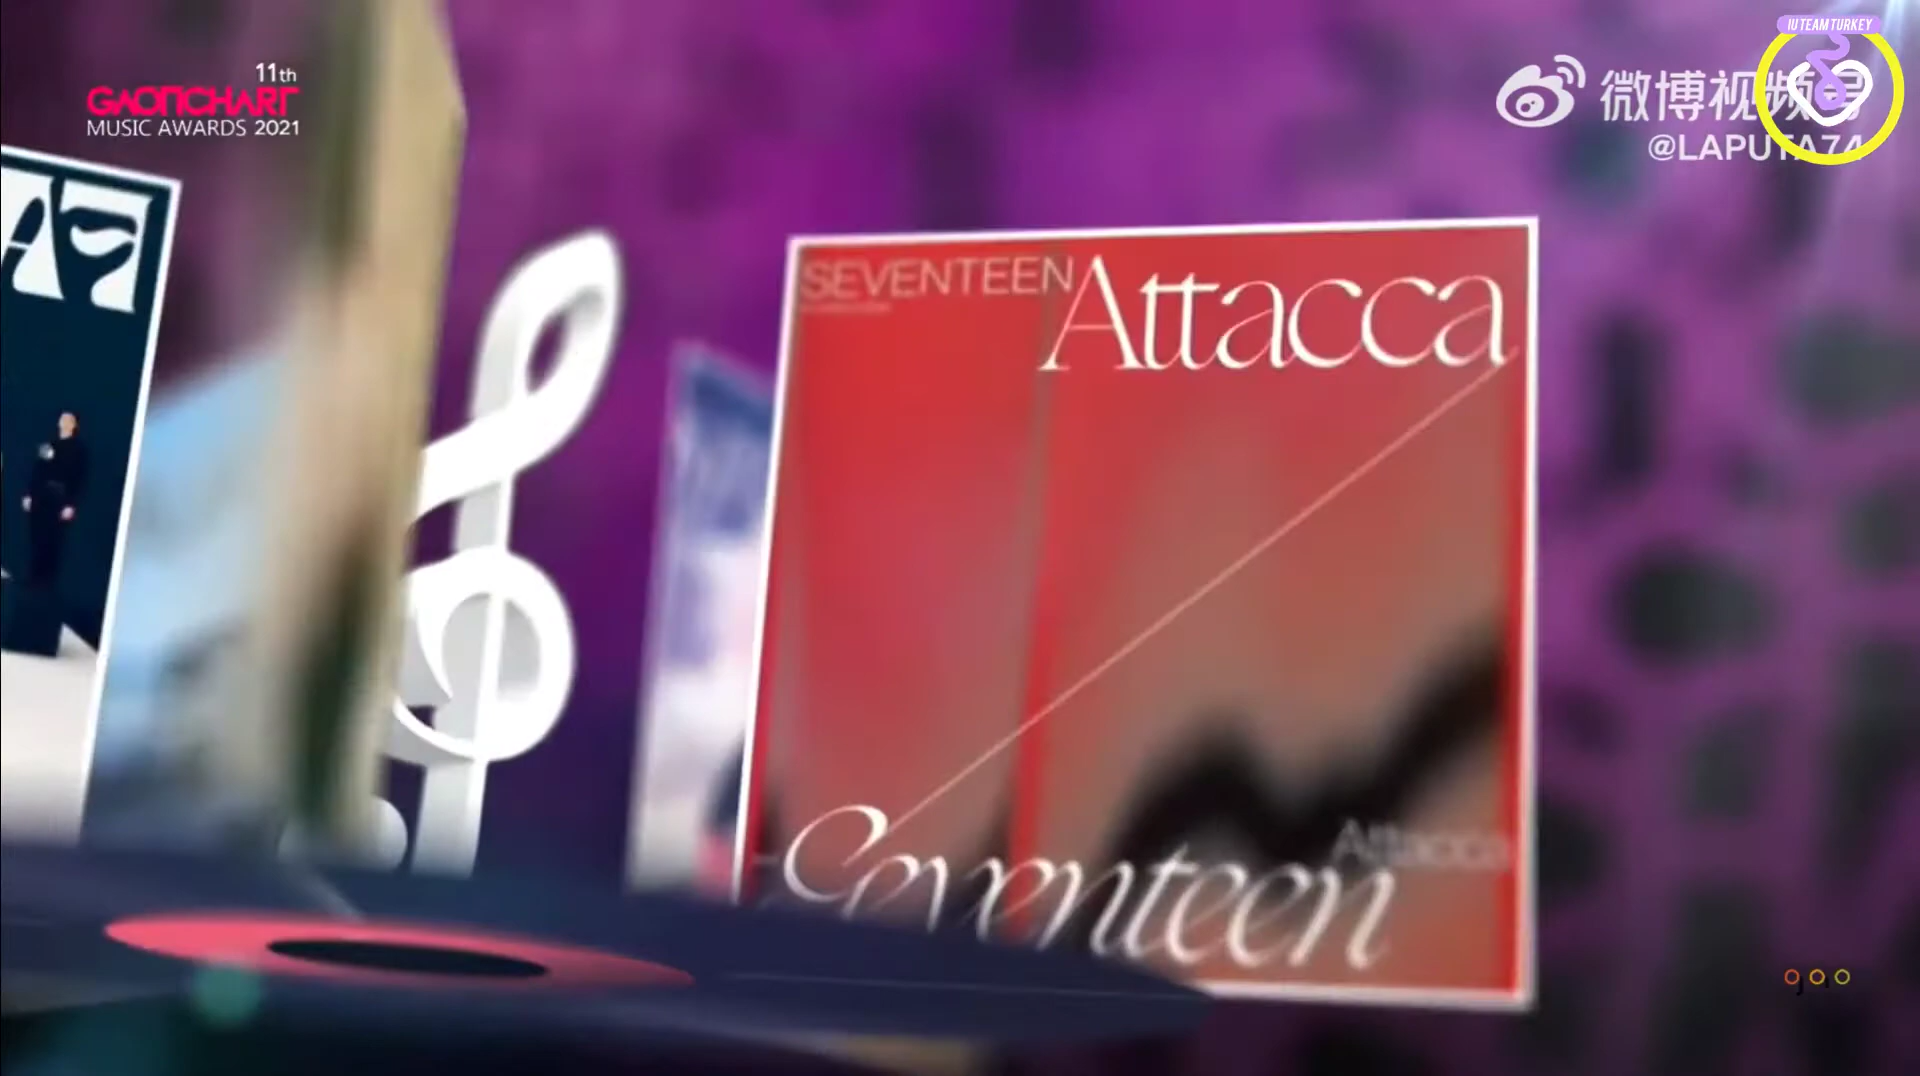 11th
GAONCHART
MUSIC AWARDS 2021
IU TEAM TURKEY
微博视频号
@LAPUTA74
SEVENTEEN
Attacca
Attacca
Seventeen